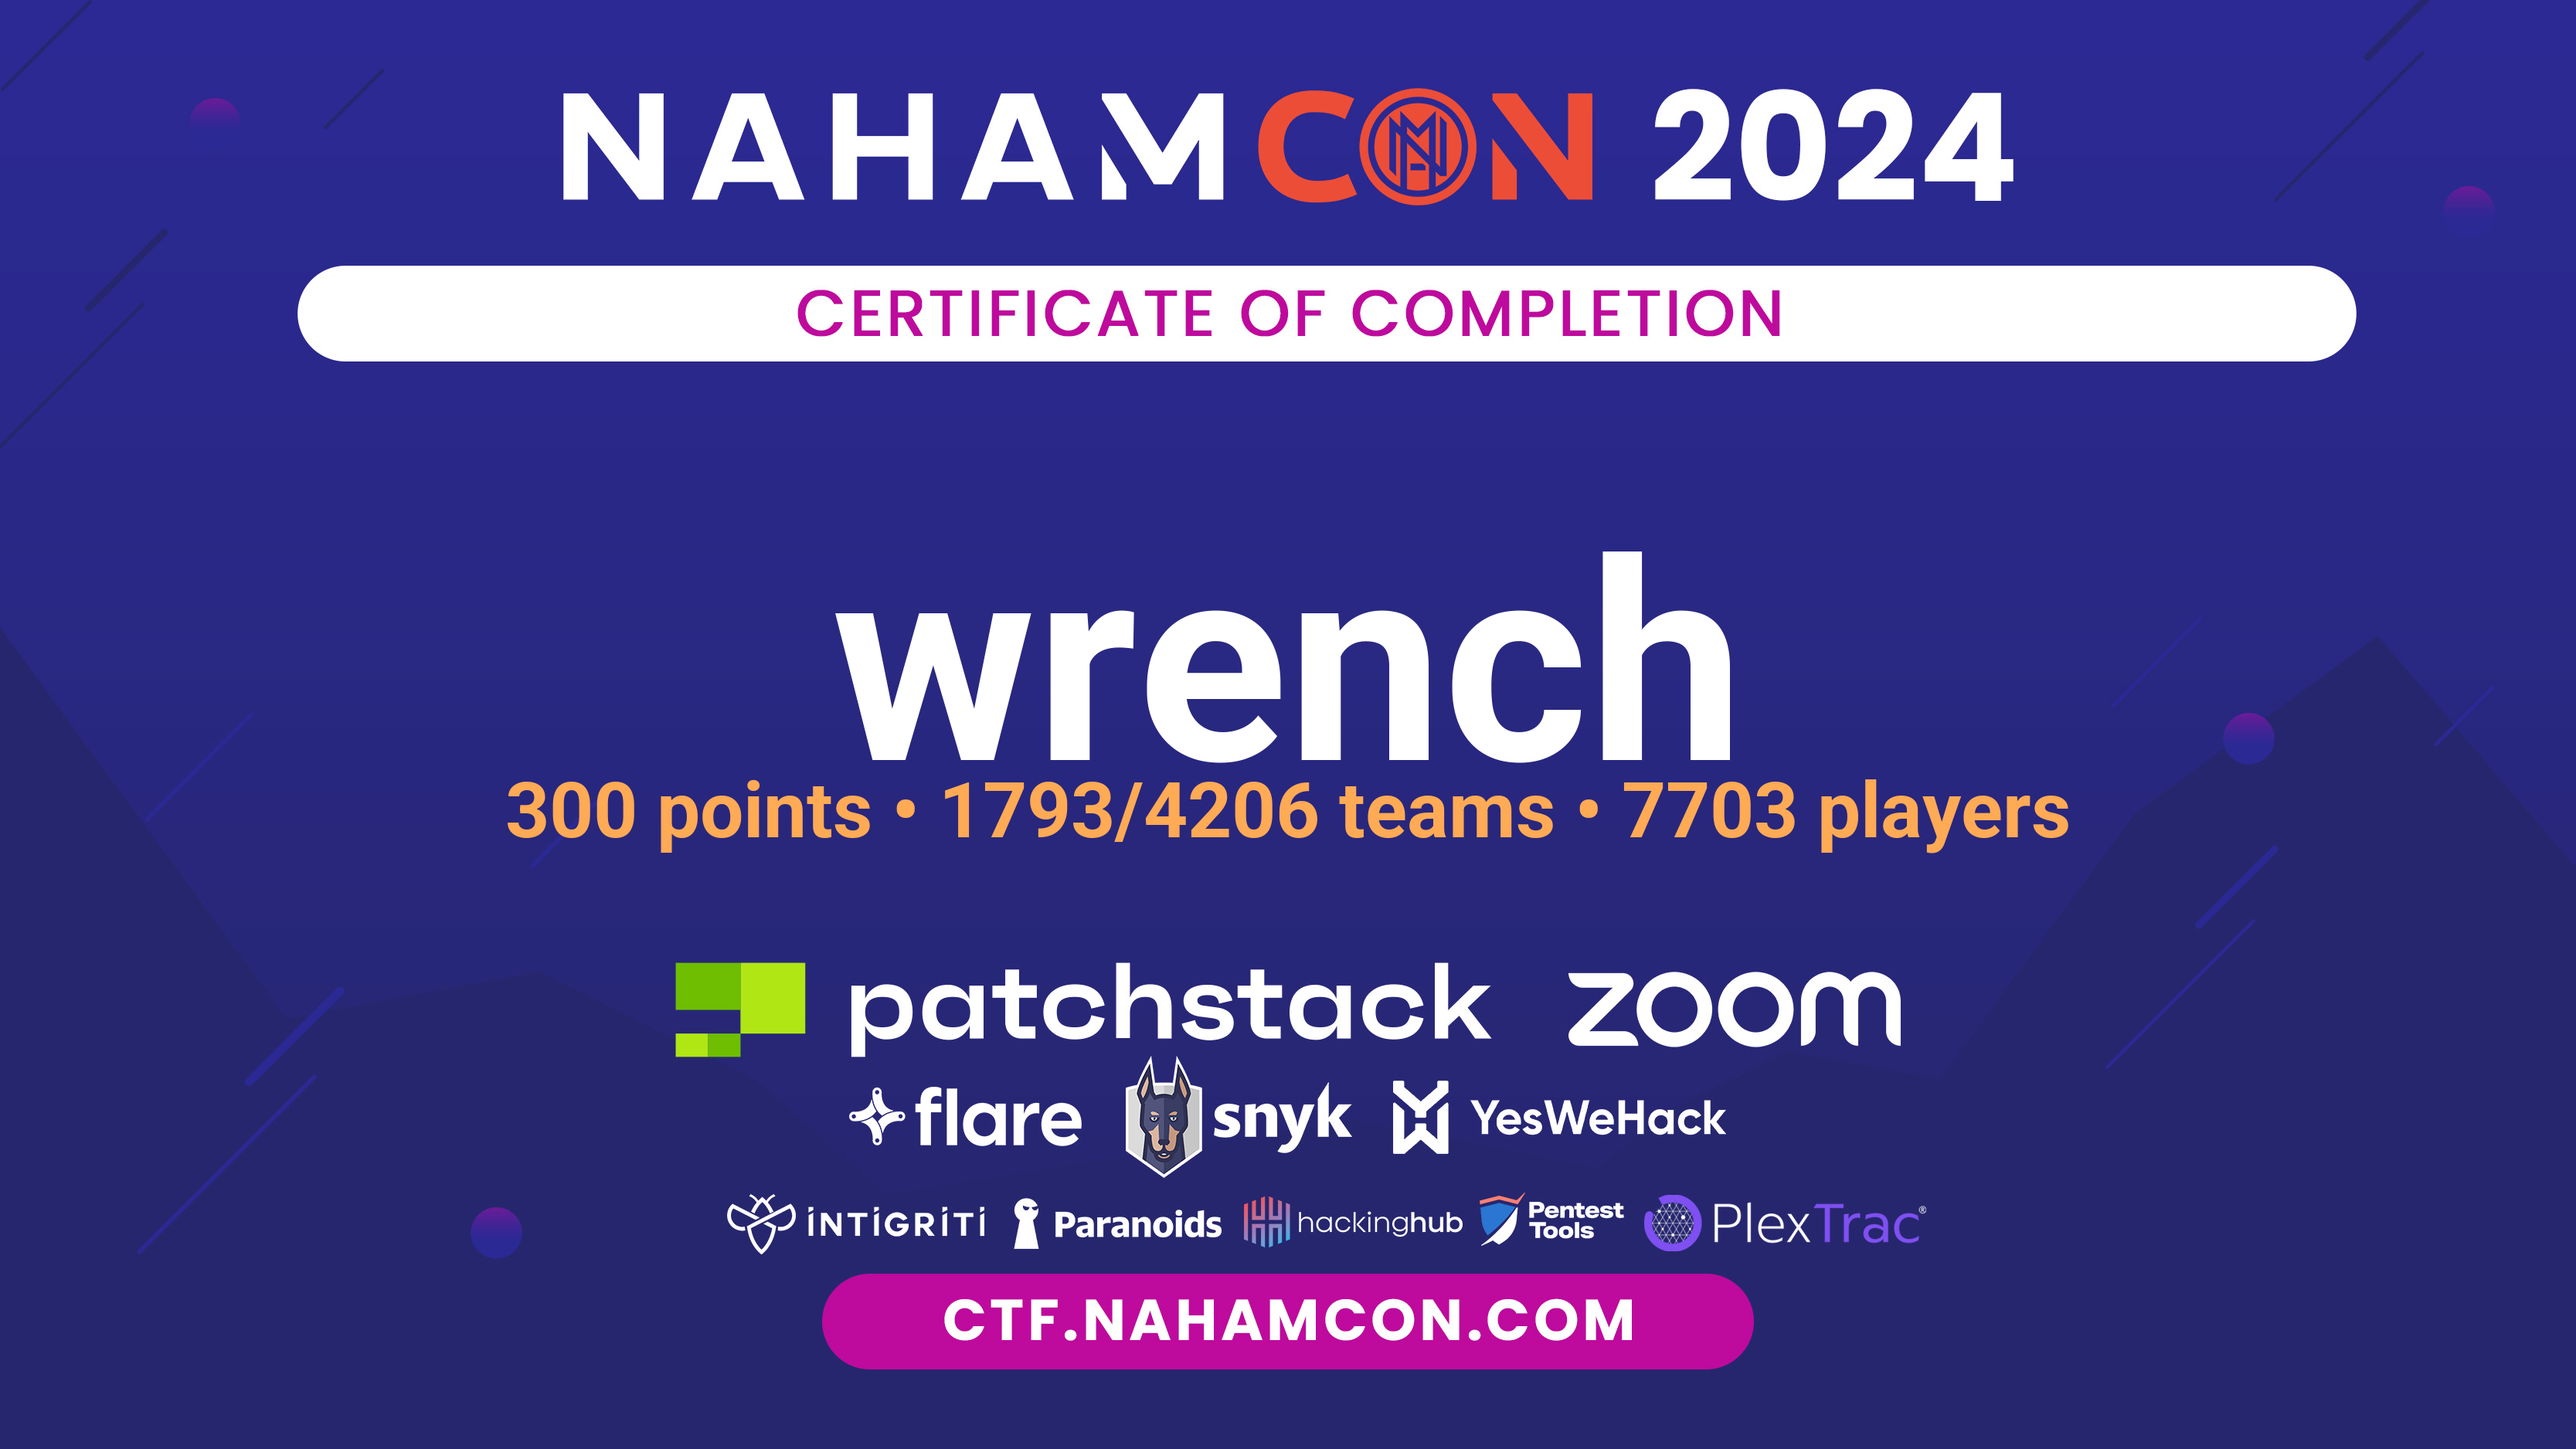 NAHAMCON 2024
CERTIFICATE OF COMPLETION
wrench
300 points • 1793/4206 teams • 7703 players
patchstack zoom
flare snyk YesWeHack
INTIGRITI Paranoids hackinghub Pentest Tools PlexTrac®
CTF.NAHAMCON.COM